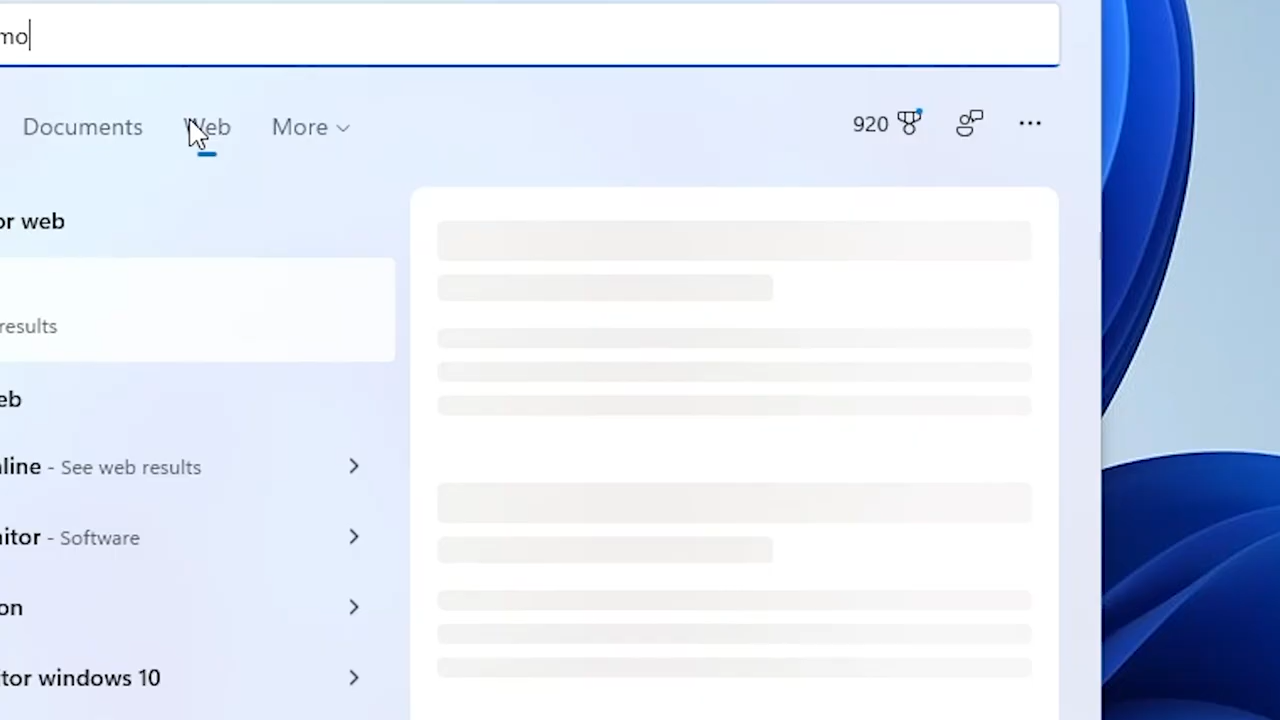 mo
Documents Web More 920
or web
results
eb
line - See web results
itor - Software
on
tor windows 10